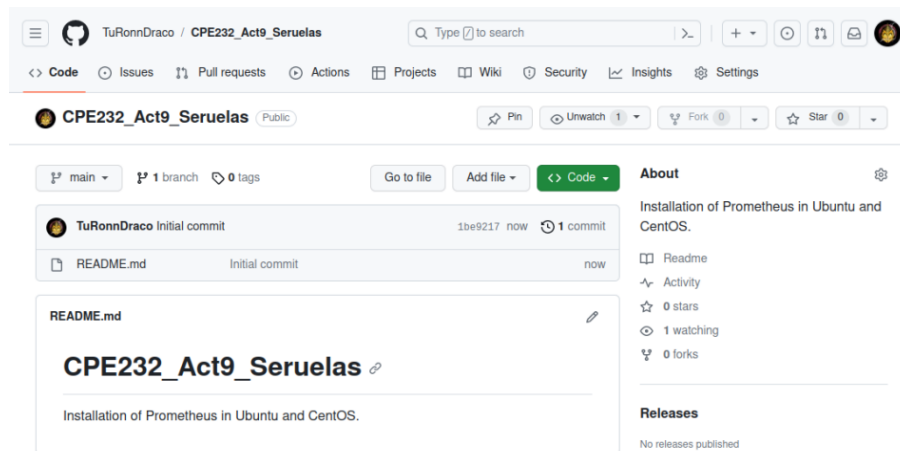 TuRonnDraco / CPE232_Act9_Seruelas
Type / to search
Code Issues Pull requests Actions Projects Wiki Security Insights Settings
CPE232_Act9_Seruelas Public
Pin Unwatch 1 Fork 0 Star 0
main 1 branch 0 tags Go to file Add file Code
TuRonnDraco Initial commit 1be9217 now 1 commit
README.md Initial commit now
README.md
CPE232_Act9_Seruelas
Installation of Prometheus in Ubuntu and CentOS.
About
Installation of Prometheus in Ubuntu and
CentOS.
Readme
Activity
0 stars
1 watching
0 forks
Releases
No releases published